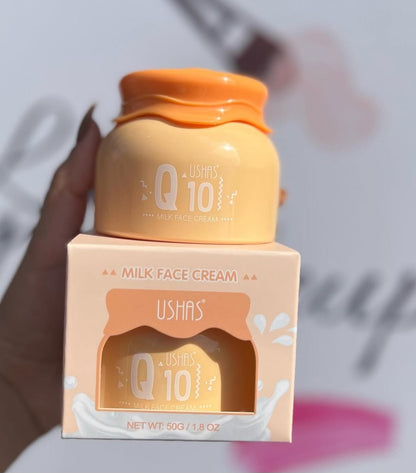 USHAS
Q 10
MILK FACE CREAM
MILK FACE CREAM
USHAS®
USHAS
Q 10
MILK FACE CREAM
NET WT: 50G / 1.8 OZ